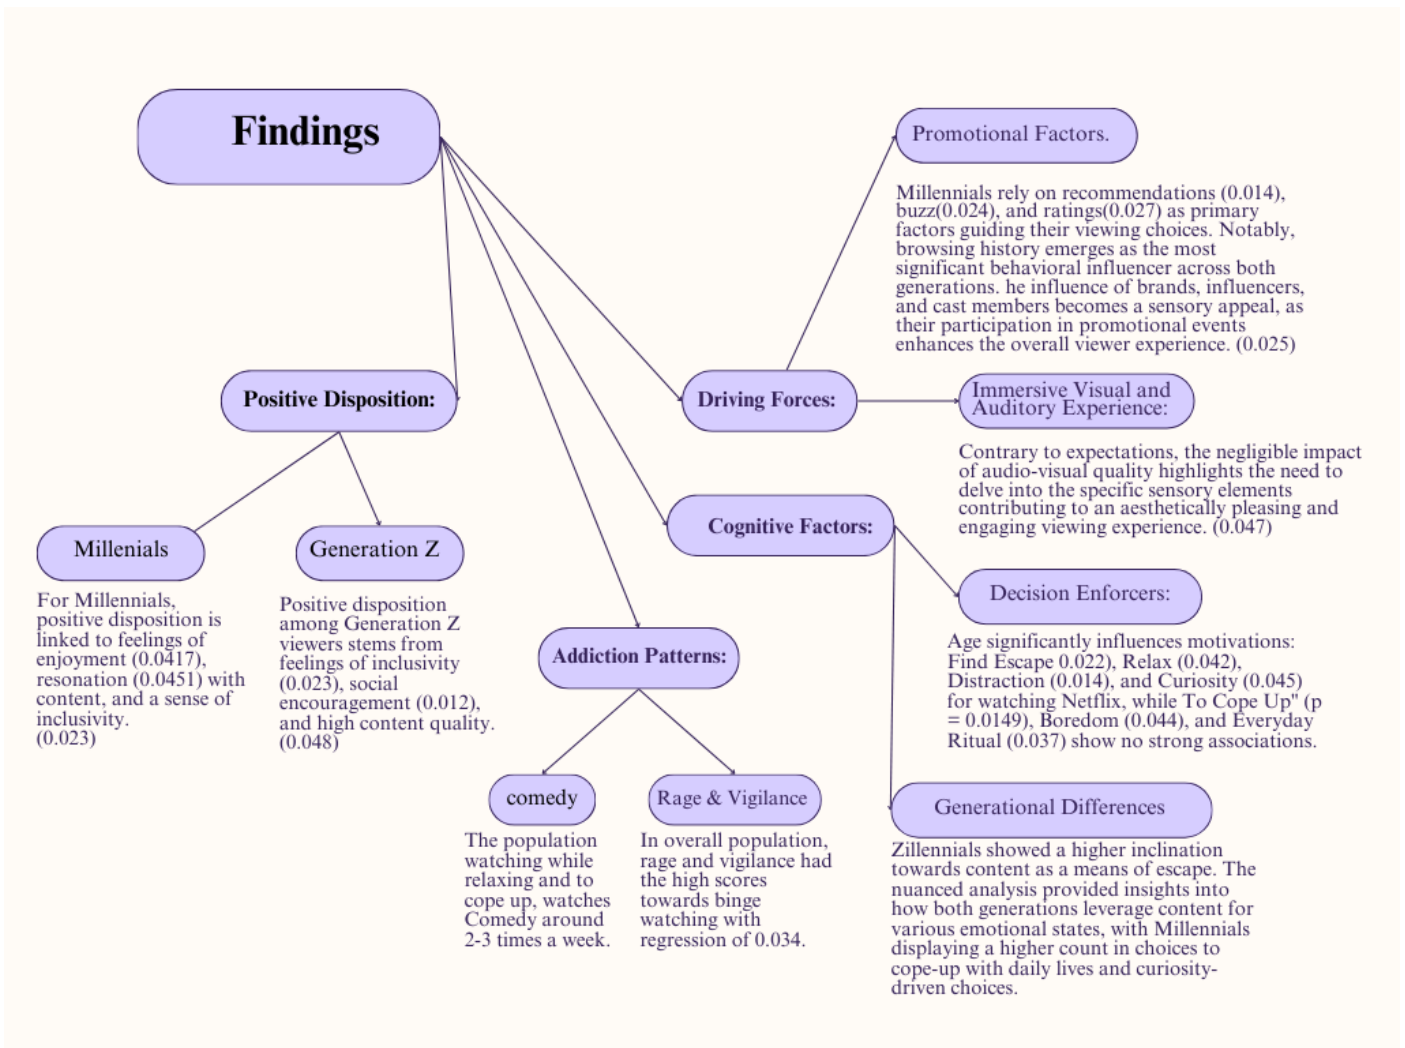 Findings
Promotional Factors.
Millennials rely on recommendations (0.014),
buzz(0.024), and ratings(0.027) as primary
factors guiding their viewing choices. Notably,
browsing history emerges as the most
significant behavioral influencer across both
generations. he influence of brands, influencers,
and cast members becomes a sensory appeal, as
their participation in promotional events
enhances the overall viewer experience. (0.025)
Positive Disposition:
Driving Forces:
Immersive Visual and
Auditory Experience:
Contrary to expectations, the negligible impact
of audio-visual quality highlights the need to
delve into the specific sensory elements
contributing to an aesthetically pleasing and
engaging viewing experience. (0.047)
Cognitive Factors:
Millenials
For Millennials,
positive disposition is
linked to feelings of
enjoyment (0.0417),
resonation (0.0451) with
content, and a sense of
inclusivity.
(0.023)
Generation Z
Positive disposition
among Generation Z
viewers stems from
feelings of inclusivity
(0.023), social
encouragement (0.012),
and high content quality.
(0.048)
Decision Enforcers:
Age significantly influences motivations:
Find Escape 0.022), Relax (0.042),
Distraction (0.014), and Curiosity (0.045)
for watching Netflix, while To Cope Up" (p
= 0.0149), Boredom (0.044), and Everyday
Ritual (0.037) show no strong associations.
Addiction Patterns:
comedy
The population
watching while
relaxing and to
cope up, watches
Comedy around
2-3 times a week.
Rage & Vigilance
In overall population,
rage and vigilance had
the high scores
towards binge
watching with
regression of 0.034.
Generational Differences
Zillennials showed a higher inclination
towards content as a means of escape. The
nuanced analysis provided insights into
how both generations leverage content for
various emotional states, with Millennials
displaying a higher count in choices to
cope-up with daily lives and curiosity-
driven choices.